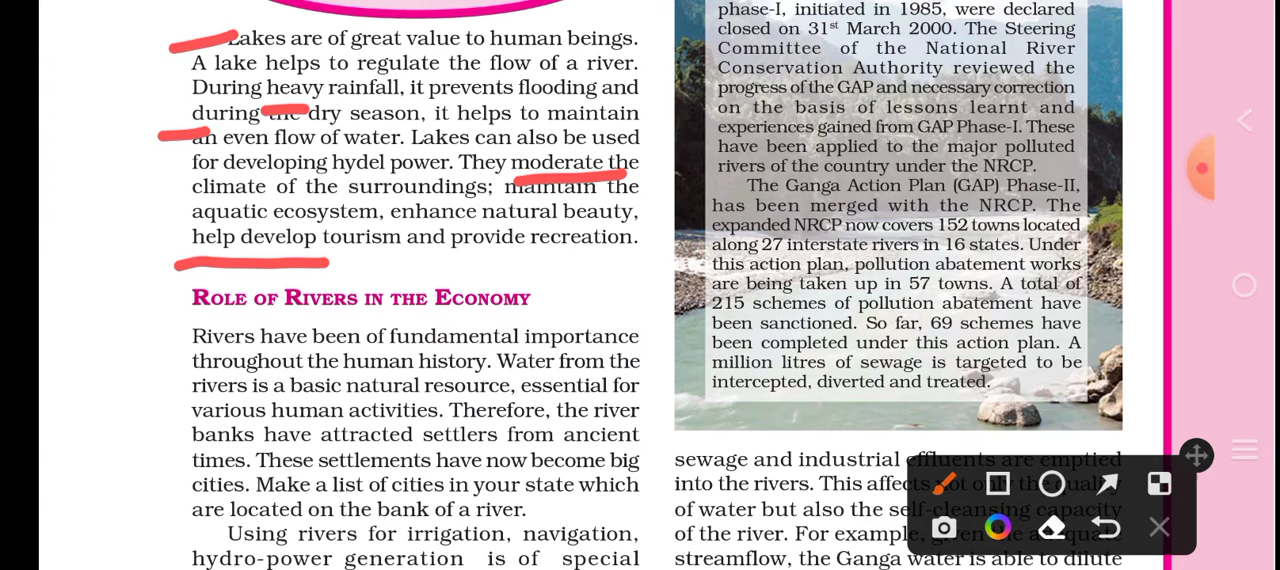 Lakes are of great value to human beings.
A lake helps to regulate the flow of a river.
During heavy rainfall, it prevents flooding and
during the dry season, it helps to maintain
an even flow of water. Lakes can also be used
for developing hydel power. They moderate the
climate of the surroundings; maintain the
aquatic ecosystem, enhance natural beauty,
help develop tourism and provide recreation.
ROLE OF RIVERS IN THE ECONOMY
Rivers have been of fundamental importance
throughout the human history. Water from the
rivers is a basic natural resource, essential for
various human activities. Therefore, the river
banks have attracted settlers from ancient
times. These settlements have now become big
cities. Make a list of cities in your state which
are located on the bank of a river.
Using rivers for irrigation, navigation,
hydro-power generation is of special
phase-I, initiated in 1985, were declared
closed on 31st March 2000. The Steering
Committee of the National River
Conservation Authority reviewed the
progress of the GAP and necessary correction
on the basis of lessons learnt and
experiences gained from GAP Phase-I. These
have been applied to the major polluted
rivers of the country under the NRCP.
The Ganga Action Plan (GAP) Phase-II,
has been merged with the NRCP. The
expanded NRCP now covers 152 towns located
along 27 interstate rivers in 16 states. Under
this action plan, pollution abatement works
are being taken up in 57 towns. A total of
215 schemes of pollution abatement have
been sanctioned. So far, 69 schemes have
been completed under this action plan. A
million litres of sewage is targeted to be
intercepted, diverted and treated.
sewage and industrial effluents are emptied
into the rivers. This affects not only the quality
of water but also the self-cleansing capacity
of the river. For example, given the adequate
streamflow, the Ganga water is able to dilute